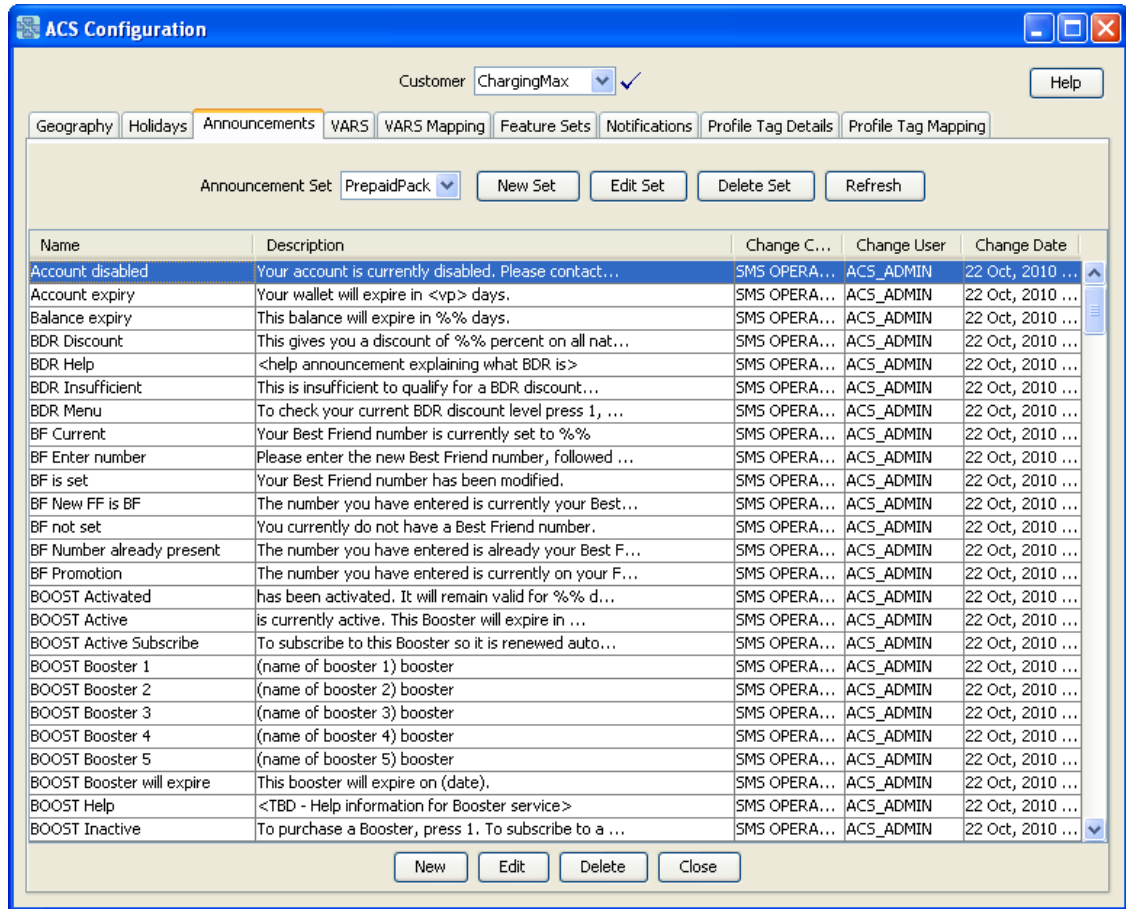 ACS Configuration
Customer ChargingMax Help
Geography Holidays Announcements VARS VARS Mapping Feature Sets Notifications Profile Tag Details Profile Tag Mapping
Announcement Set PrepaidPack New Set Edit Set Delete Set Refresh
Name Description Change C... Change User Change Date
Account disabled Your account is currently disabled. Please contact... SMS OPERA... ACS_ADMIN 22 Oct, 2010 ...
Account expiry Your wallet will expire in <vp> days. SMS OPERA... ACS_ADMIN 22 Oct, 2010 ...
Balance expiry This balance will expire in %% days. SMS OPERA... ACS_ADMIN 22 Oct, 2010 ...
BDR Discount This gives you a discount of %% percent on all nat... SMS OPERA... ACS_ADMIN 22 Oct, 2010 ...
BDR Help <help announcement explaining what BDR is> SMS OPERA... ACS_ADMIN 22 Oct, 2010 ...
BDR Insufficient This is insufficient to qualify for a BDR discount... SMS OPERA... ACS_ADMIN 22 Oct, 2010 ...
BDR Menu To check your current BDR discount level press 1, ... SMS OPERA... ACS_ADMIN 22 Oct, 2010 ...
BF Current Your Best Friend number is currently set to %% SMS OPERA... ACS_ADMIN 22 Oct, 2010 ...
BF Enter number Please enter the new Best Friend number, followed ... SMS OPERA... ACS_ADMIN 22 Oct, 2010 ...
BF is set Your Best Friend number has been modified. SMS OPERA... ACS_ADMIN 22 Oct, 2010 ...
BF New FF is BF The number you have entered is currently your Best... SMS OPERA... ACS_ADMIN 22 Oct, 2010 ...
BF not set You currently do not have a Best Friend number. SMS OPERA... ACS_ADMIN 22 Oct, 2010 ...
BF Number already present The number you have entered is already your Best F... SMS OPERA... ACS_ADMIN 22 Oct, 2010 ...
BF Promotion The number you have entered is currently on your F... SMS OPERA... ACS_ADMIN 22 Oct, 2010 ...
BOOST Activated has been activated. It will remain valid for %% d... SMS OPERA... ACS_ADMIN 22 Oct, 2010 ...
BOOST Active is currently active. This Booster will expire in ... SMS OPERA... ACS_ADMIN 22 Oct, 2010 ...
BOOST Active Subscribe To subscribe to this Booster so it is renewed auto... SMS OPERA... ACS_ADMIN 22 Oct, 2010 ...
BOOST Booster 1 (name of booster 1) booster SMS OPERA... ACS_ADMIN 22 Oct, 2010 ...
BOOST Booster 2 (name of booster 2) booster SMS OPERA... ACS_ADMIN 22 Oct, 2010 ...
BOOST Booster 3 (name of booster 3) booster SMS OPERA... ACS_ADMIN 22 Oct, 2010 ...
BOOST Booster 4 (name of booster 4) booster SMS OPERA... ACS_ADMIN 22 Oct, 2010 ...
BOOST Booster 5 (name of booster 5) booster SMS OPERA... ACS_ADMIN 22 Oct, 2010 ...
BOOST Booster will expire This booster will expire on (date). SMS OPERA... ACS_ADMIN 22 Oct, 2010 ...
BOOST Help <TBD - Help information for Booster service> SMS OPERA... ACS_ADMIN 22 Oct, 2010 ...
BOOST Inactive To purchase a Booster, press 1. To subscribe to a ... SMS OPERA... ACS_ADMIN 22 Oct, 2010 ...
New Edit Delete Close